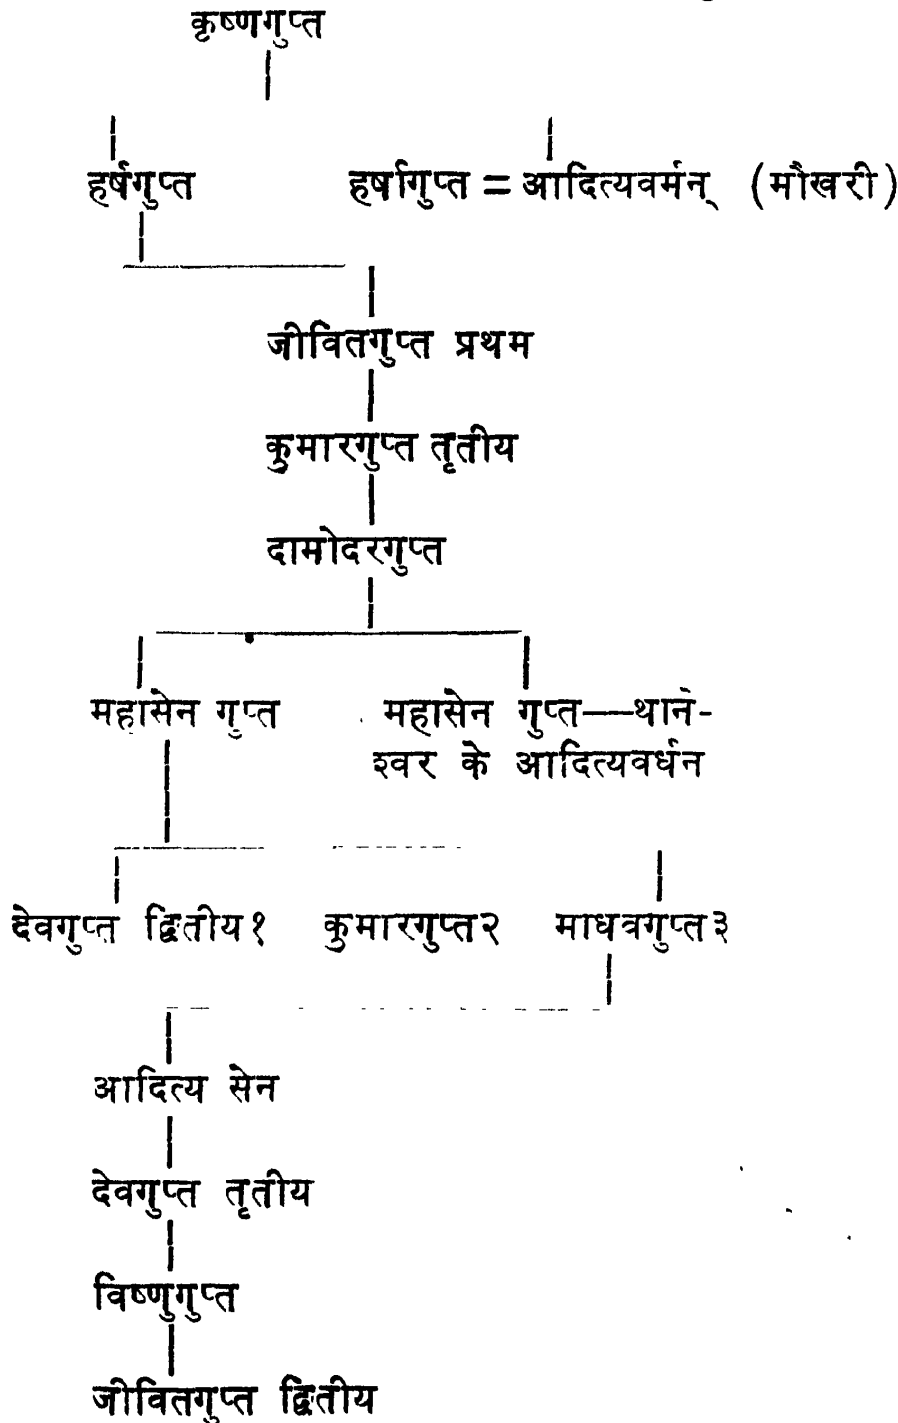 कृष्णगुप्त
हर्षगुप्त हर्षागुप्त = आदित्यवर्मन् (मौखरी)
जीवितगुप्त प्रथम
कुमारगुप्त तृतीय
दामोदरगुप्त
महासेन गुप्त महासेन गुप्त——थाने-
श्वर के आदित्यवर्धन
देवगुप्त द्वितीय१ कुमारगुप्त२ माधवगुप्त३
आदित्य सेन
देवगुप्त तृतीय
विष्णुगुप्त
जीवितगुप्त द्वितीय